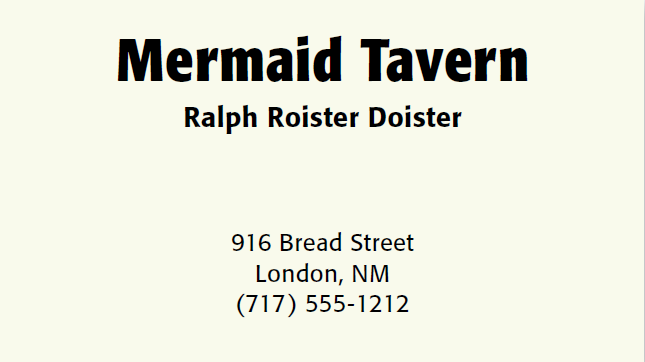 Mermaid Tavern
Ralph Roister Doister
916 Bread Street
London, NM
(717) 555-1212